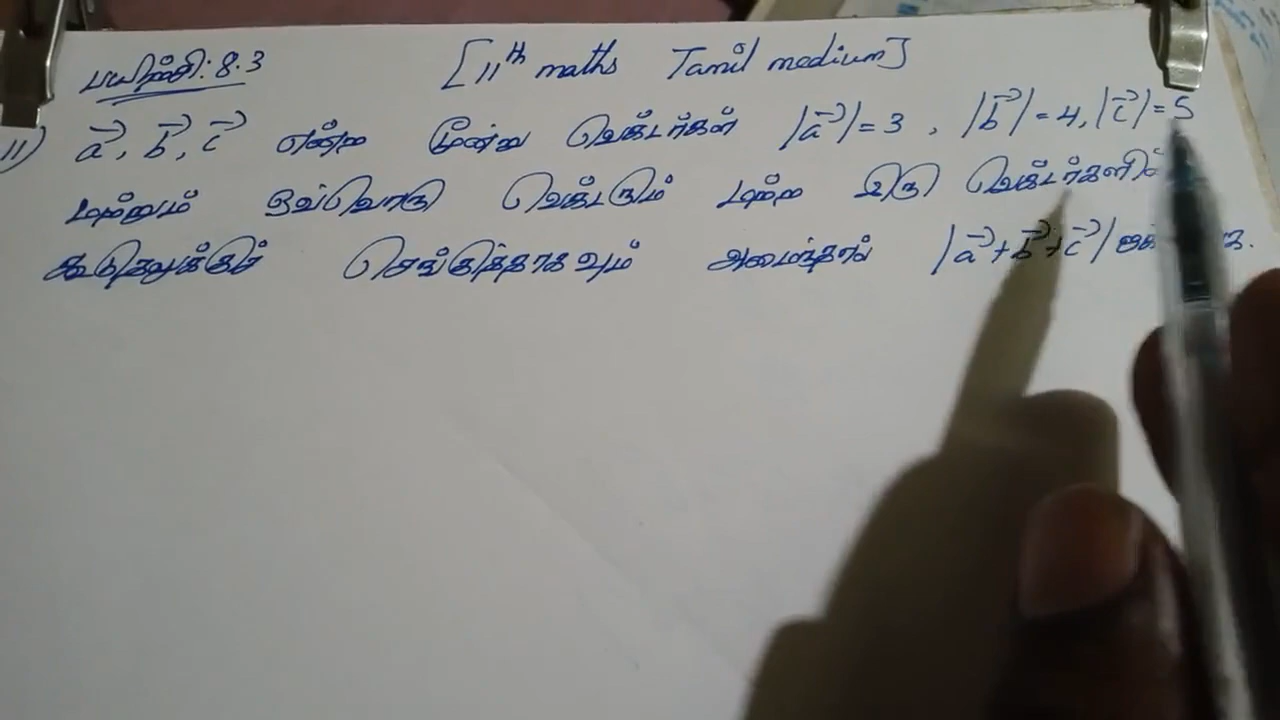 பயிற்சி: 8.3 [11th maths Tamil medium]
11) a⃗, b⃗, c⃗ என்ற மூன்று வெக்டர்கள் |a⃗| = 3, |b⃗| = 4, |c⃗| = 5
மற்றும் ஒவ்வொரு வெக்டரும் மற்ற இரு வெக்டர்களின்
கூடுதலுக்குச் செங்குத்தாகவும் அமைந்தால் |a⃗ + b⃗ + c⃗|